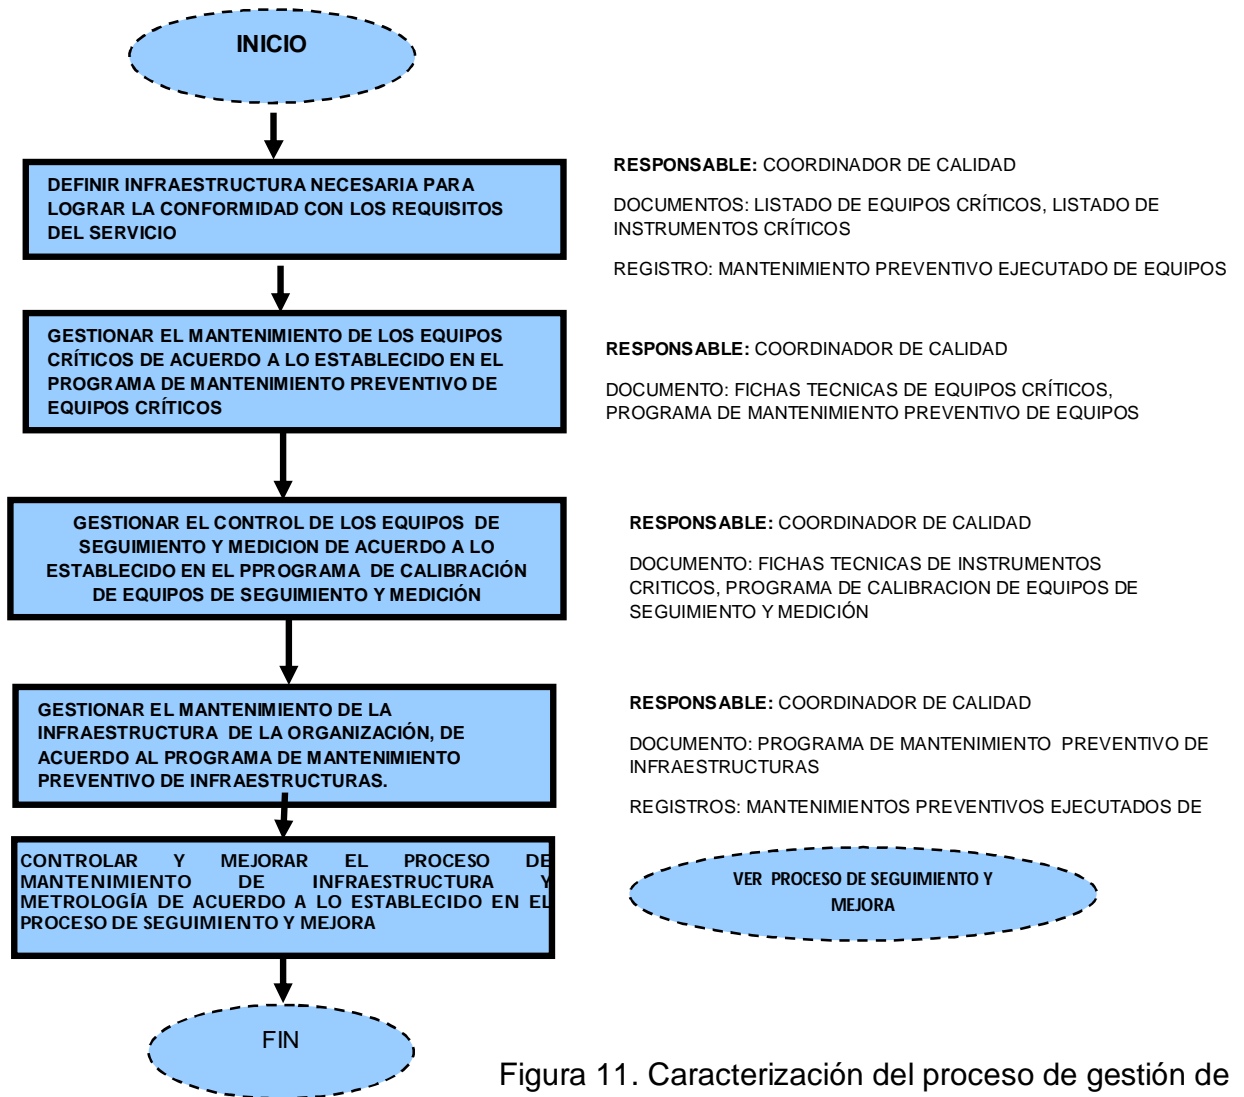 INICIO
DEFINIR INFRAESTRUCTURA NECESARIA PARA
LOGRAR LA CONFORMIDAD CON LOS REQUISITOS
DEL SERVICIO
RESPONSABLE: COORDINADOR DE CALIDAD
DOCUMENTOS: LISTADO DE EQUIPOS CRÍTICOS, LISTADO DE
INSTRUMENTOS CRÍTICOS
REGISTRO: MANTENIMIENTO PREVENTIVO EJECUTADO DE EQUIPOS
GESTIONAR EL MANTENIMIENTO DE LOS EQUIPOS
CRÍTICOS DE ACUERDO A LO ESTABLECIDO EN EL
PROGRAMA DE MANTENIMIENTO PREVENTIVO DE
EQUIPOS CRÍTICOS
RESPONSABLE: COORDINADOR DE CALIDAD
DOCUMENTO: FICHAS TECNICAS DE EQUIPOS CRÍTICOS,
PROGRAMA DE MANTENIMIENTO PREVENTIVO DE EQUIPOS
GESTIONAR EL CONTROL DE LOS EQUIPOS DE
SEGUIMIENTO Y MEDICION DE ACUERDO A LO
ESTABLECIDO EN EL PPROGRAMA DE CALIBRACIÓN
DE EQUIPOS DE SEGUIMIENTO Y MEDICIÓN
RESPONSABLE: COORDINADOR DE CALIDAD
DOCUMENTO: FICHAS TECNICAS DE INSTRUMENTOS
CRITICOS, PROGRAMA DE CALIBRACION DE EQUIPOS DE
SEGUIMIENTO Y MEDICIÓN
GESTIONAR EL MANTENIMIENTO DE LA
INFRAESTRUCTURA DE LA ORGANIZACIÓN, DE
ACUERDO AL PROGRAMA DE MANTENIMIENTO
PREVENTIVO DE INFRAESTRUCTURAS.
RESPONSABLE: COORDINADOR DE CALIDAD
DOCUMENTO: PROGRAMA DE MANTENIMIENTO PREVENTIVO DE
INFRAESTRUCTURAS
REGISTROS: MANTENIMIENTOS PREVENTIVOS EJECUTADOS DE
CONTROLAR Y MEJORAR EL PROCESO DE
MANTENIMIENTO DE INFRAESTRUCTURA Y
METROLOGÍA DE ACUERDO A LO ESTABLECIDO EN EL
PROCESO DE SEGUIMIENTO Y MEJORA
VER PROCESO DE SEGUIMIENTO Y
MEJORA
FIN
Figura 11. Caracterización del proceso de gestión de